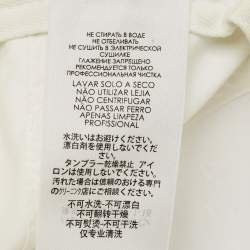 НЕ СТИРАТЬ В ВОДЕ
НЕ ОТБЕЛИВАТЬ
НЕ СУШИТЬ В ЭЛЕКТРИЧЕСКОЙ
СУШИЛКЕ
ГЛАЖЕНИЕ ЗАПРЕЩЕНО
РЕКОМЕНДУЕТСЯ ТОЛЬКО
ПРОФЕССИОНАЛЬНАЯ ЧИСТКА
LAVAR SOLO A SECO
NÃO UTILIZAR LEJIA
NÃO CENTRIFUGAR
NÃO PASSAR FERRO
APENAS LIMPEZA
PROFISSIONAL
水洗いはお避けください。
漂白剤を使用しないで下さ
い。
タンブラー乾燥禁止 アイ
ロンは使用しないでください
汚れた場合は信頼のおける専門
のクリーニング店にご相談ください
不可水洗·不可漂白
不可翻转干燥
不可熨烫·不可干洗
仅专业清洗